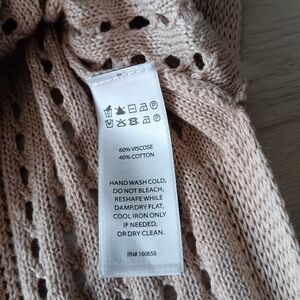 60% VISCOSE
40% COTTON
HAND WASH COLD,
DO NOT BLEACH,
RESHAPE WHILE
DAMP,DRY FLAT,
COOL IRON ONLY
IF NEEDED,
OR DRY CLEAN.
RN# 160656